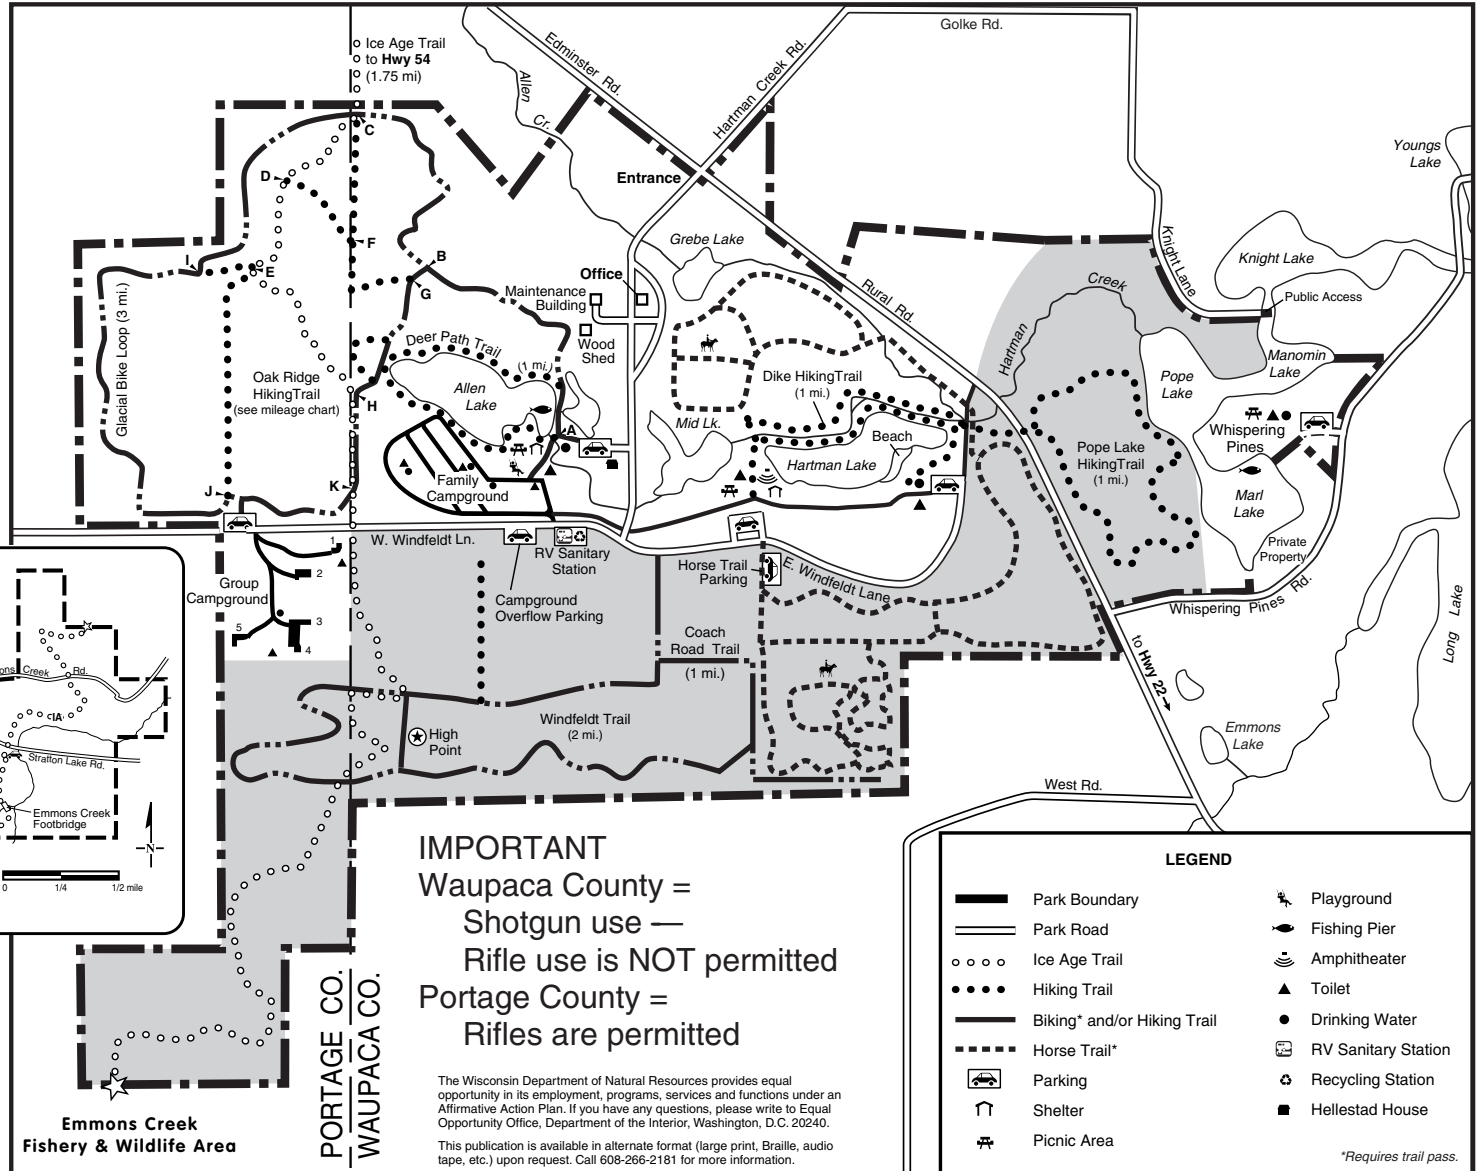 Golke Rd.
Ice Age Trail
to Hwy 54
(1.75 mi)
Edminster Rd.
Allen
Cr.
Hartman Creek Rd.
Youngs
Lake
C
D
Entrance
F
B
I
E
G
Grebe Lake
Office
Maintenance
Building
Wood
Shed
Rural Rd.
Creek
Hartman
Knight Lane
Knight Lake
Public Access
Manomin
Lake
Glacial Bike Loop (3 mi.)
Deer Path Trail
(1 mi.)
Oak Ridge
HikingTrail
(see mileage chart)
Allen
Lake
H
A
Dike HikingTrail
(1 mi.)
Mid Lk.
Beach
Hartman Lake
Pope
Lake
Pope Lake
HikingTrail
(1 mi.)
Whispering
Pines
Marl
Lake
Private
Property
J
K
Family
Campground
W. Windfeldt Ln.
RV Sanitary
Station
Campground
Overflow Parking
Horse Trail
Parking
E. Windfeldt Lane
Whispering Pines Rd.
Long Lake
Group
Campground
1
2
3
4
5
Coach
Road Trail
(1 mi.)
to Hwy 22
Windfeldt Trail
(2 mi.)
High
Point
Emmons
Lake
West Rd.
ons Creek Rd.
IA
Stratton Lake Rd.
Emmons Creek
Footbridge
N
0 1/4 1/2 mile
IMPORTANT
Waupaca County =
Shotgun use —
Rifle use is NOT permitted
Portage County =
Rifles are permitted
PORTAGE CO.
WAUPACA CO.
The Wisconsin Department of Natural Resources provides equal
opportunity in its employment, programs, services and functions under an
Affirmative Action Plan. If you have any questions, please write to Equal
Opportunity Office, Department of the Interior, Washington, D.C. 20240.
This publication is available in alternate format (large print, Braille, audio
tape, etc.) upon request. Call 608-266-2181 for more information.
Emmons Creek
Fishery & Wildlife Area
LEGEND
Park Boundary
Park Road
Ice Age Trail
Hiking Trail
Biking* and/or Hiking Trail
Horse Trail*
Parking
Shelter
Picnic Area
Playground
Fishing Pier
Amphitheater
Toilet
Drinking Water
RV Sanitary Station
Recycling Station
Hellestad House
*Requires trail pass.